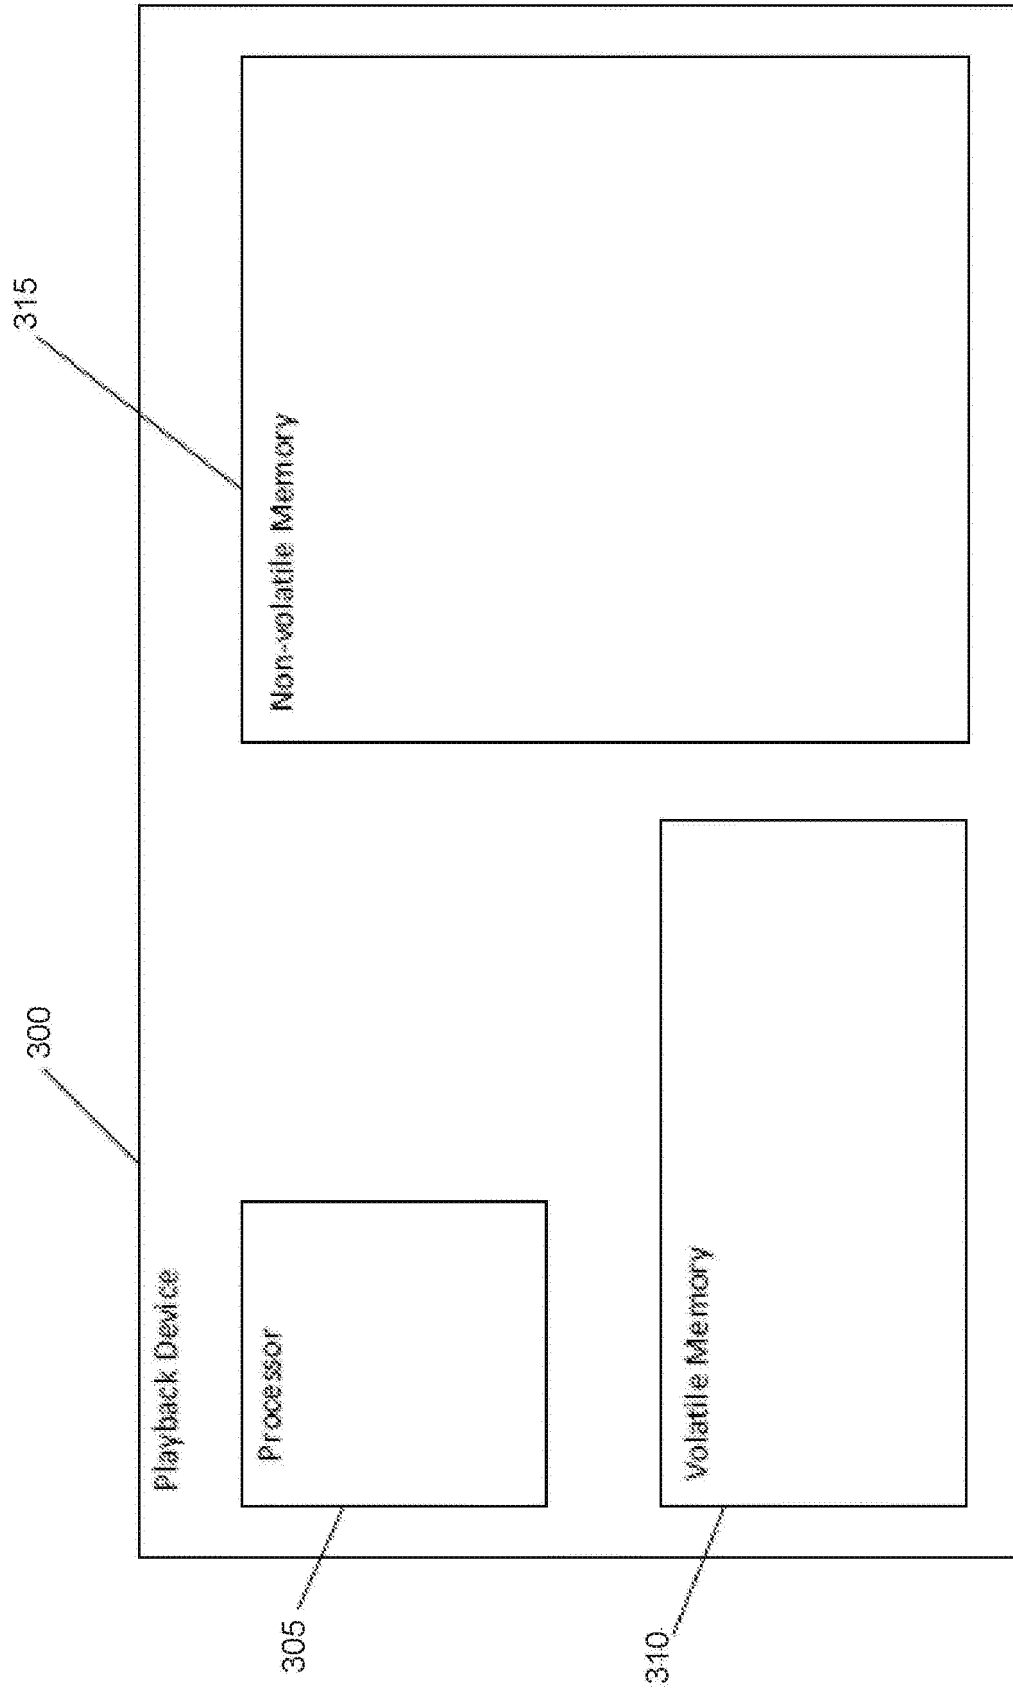 300
315
Playback Device
Processor
Non-volatile Memory
305
Volatile Memory
310